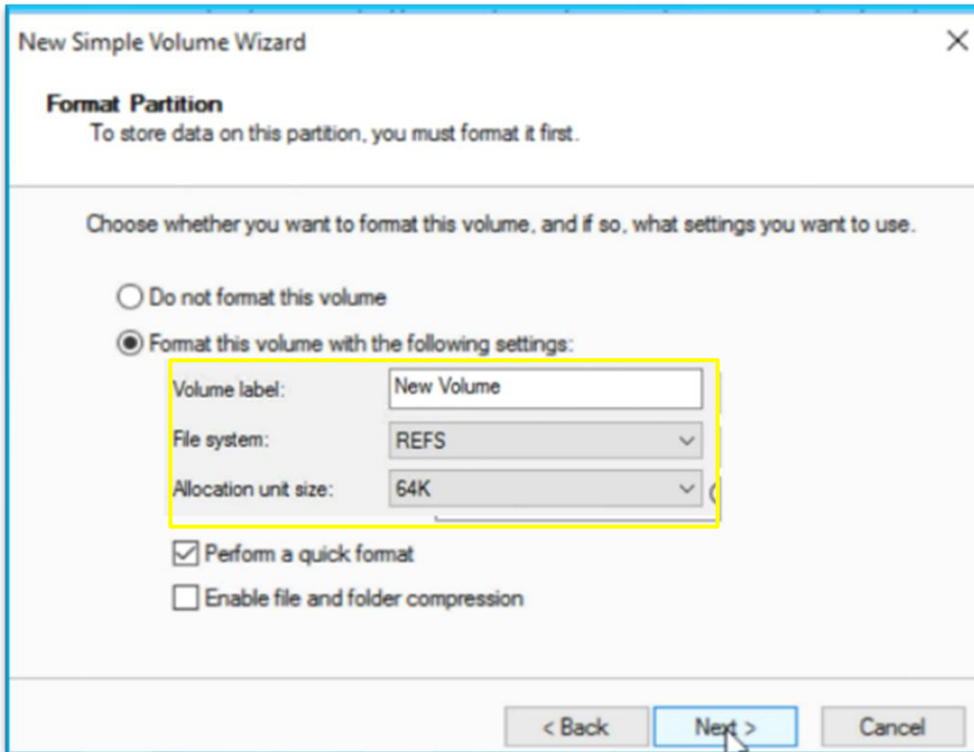 New Simple Volume Wizard
Format Partition
To store data on this partition, you must format it first.
Choose whether you want to format this volume, and if so, what settings you want to use.
Do not format this volume
Format this volume with the following settings:
Volume label: New Volume
File system: REFS
Allocation unit size: 64K
Perform a quick format
Enable file and folder compression
< Back Next > Cancel